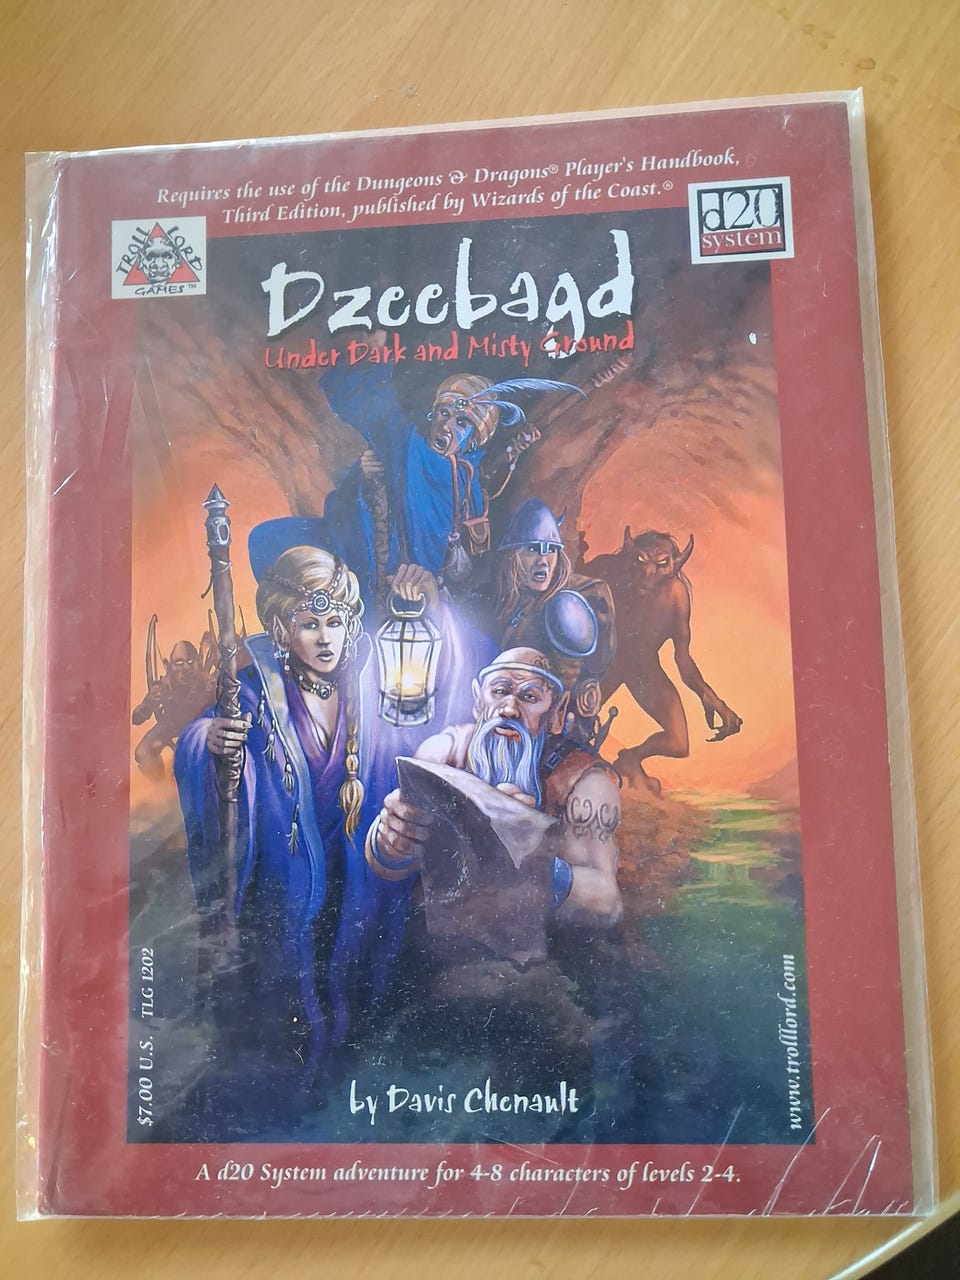 Requires the use of the Dungeons & Dragons® Player's Handbook,
Third Edition, published by Wizards of the Coast.®
TROLL LORD
GAMES™
d20
system
Dzeebagd
Under Dark and Misty Ground
$7.00 U.S. TLG 1202
www.trolllord.com
by Davis Chenault
A d20 System adventure for 4-8 characters of levels 2-4.